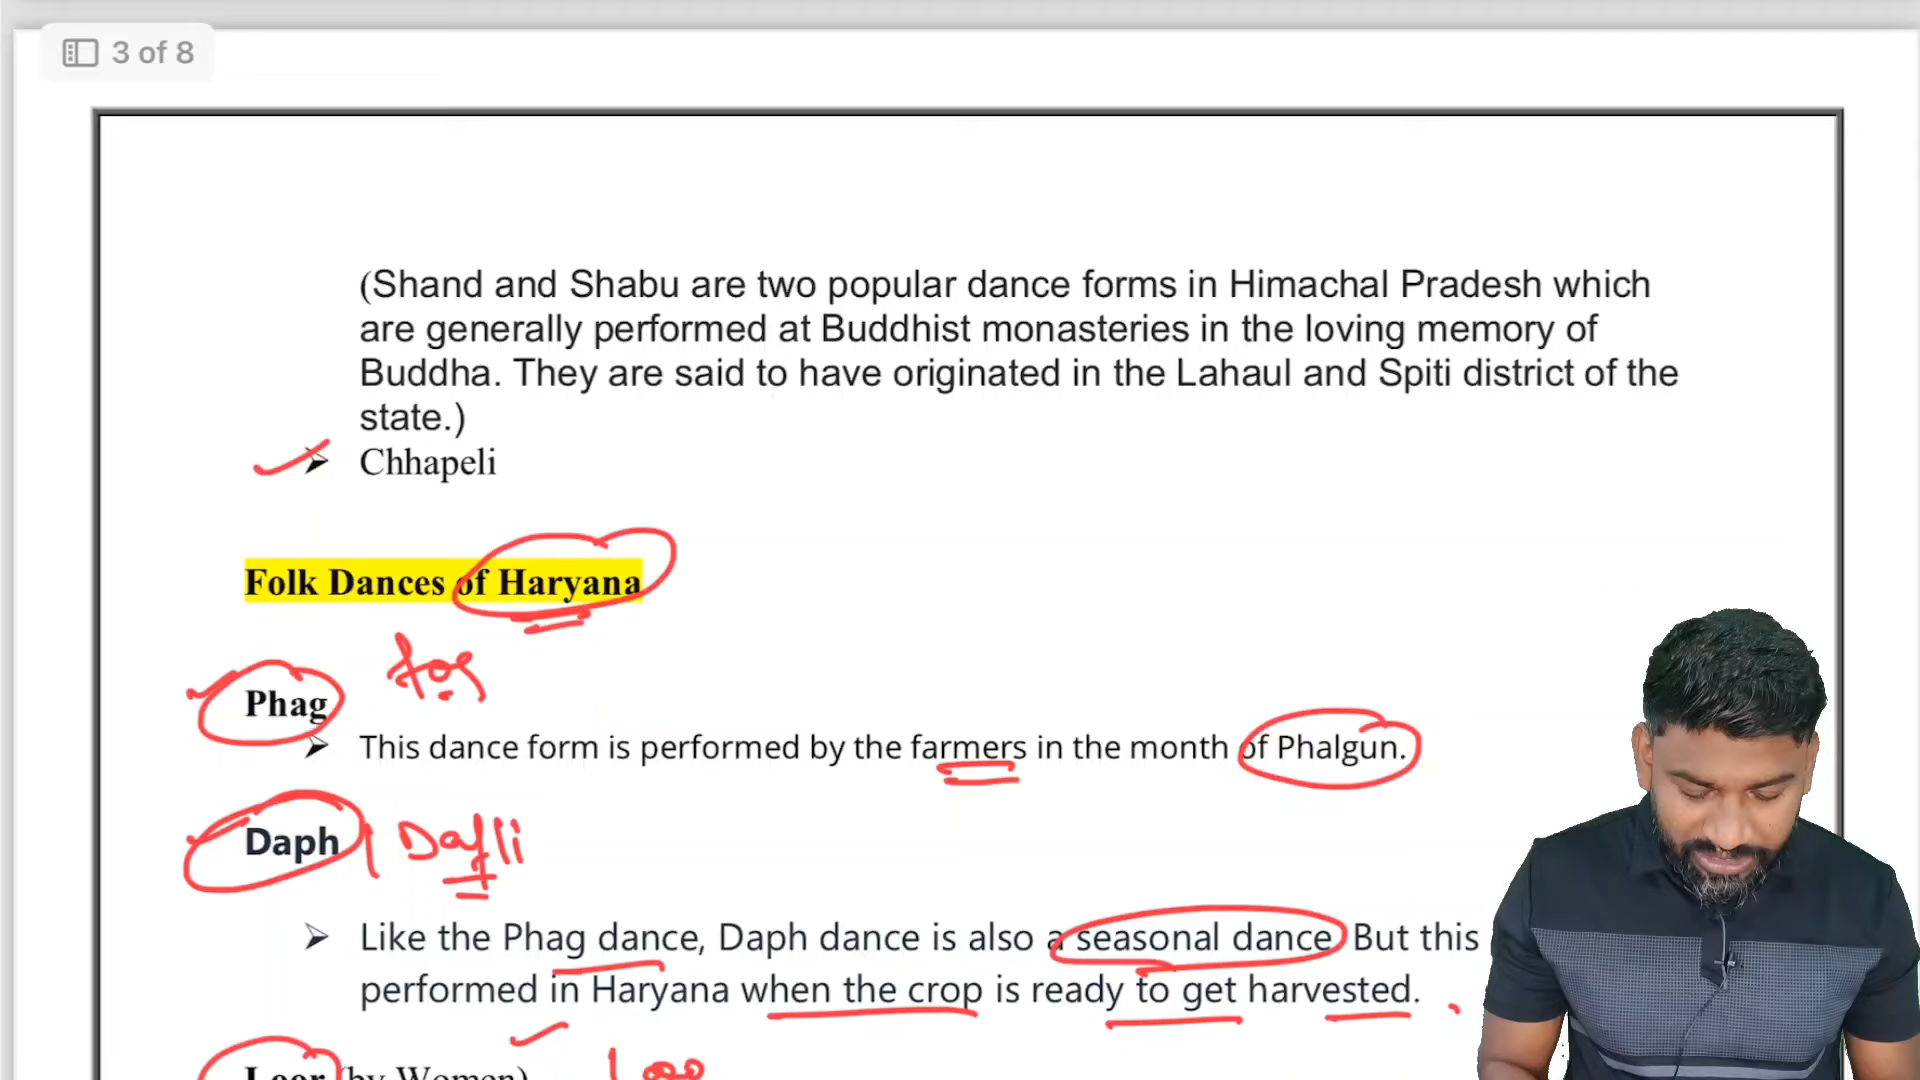 3 of 8
(Shand and Shabu are two popular dance forms in Himachal Pradesh which
are generally performed at Buddhist monasteries in the loving memory of
Buddha. They are said to have originated in the Lahaul and Spiti district of the
state.)
➢ Chhapeli
Folk Dances of Haryana
Phag
➢ This dance form is performed by the farmers in the month of Phalgun.
Daph Dafli
➢ Like the Phag dance, Daph dance is also a seasonal dance But this
performed in Haryana when the crop is ready to get harvested.
Loor (by Women)